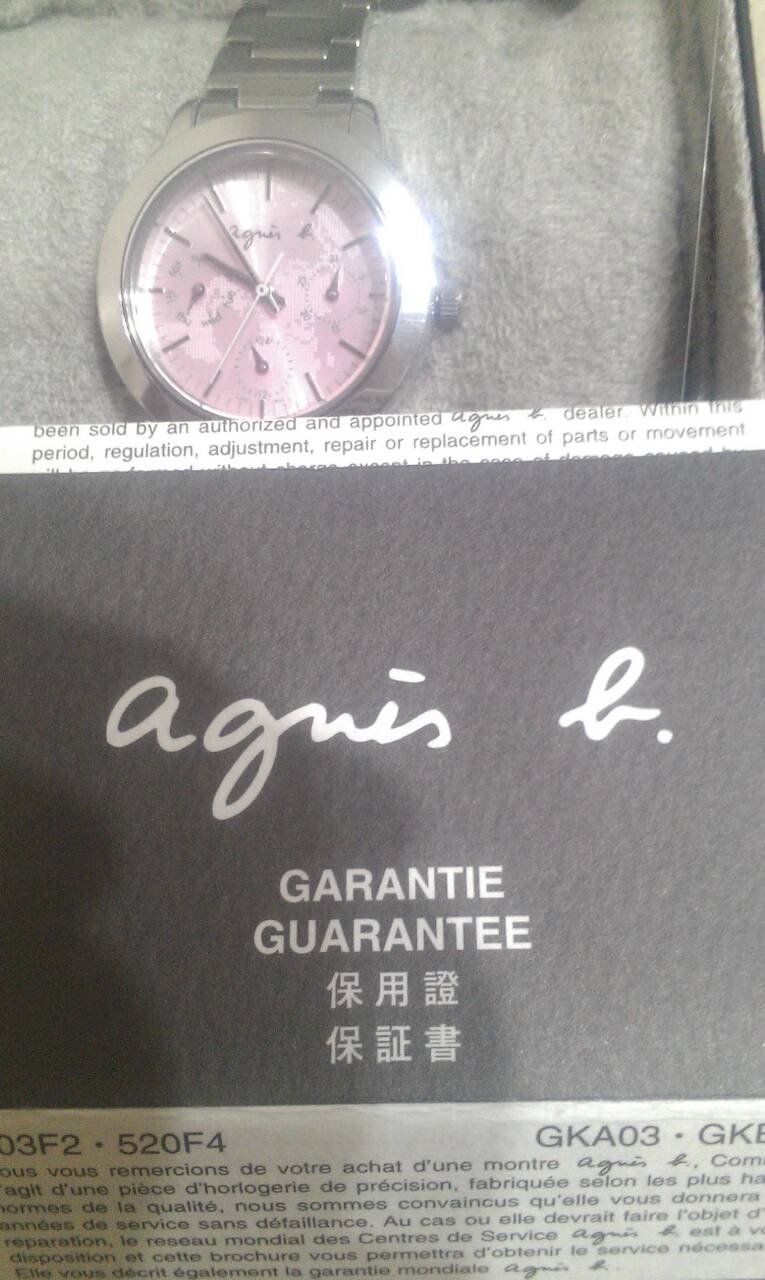 agnès b.
been sold by an authorized and appointed agnès b. dealer. Within this
period, regulation, adjustment, repair or replacement of parts or movement
agnès b.
GARANTIE
GUARANTEE
保用證
保証書
03F2 · 520F4 GKA03 · GKE
ous vous remercions de votre achat d'une montre agnès b., Com
'agit d'une pièce d'horlogerie de précision, fabriquée selon les plus ha
normes de la qualité, nous sommes convaincus qu'elle vous donnera
années de service sans défaillance. Au cas ou elle devrait faire l'objet d'
reparation, le reseau mondial des Centres de Service agnès b. est à v
disposition et cette brochure vous permettra d'obtenir le service nécessa
Elle vous décrit également la garantie mondiale agnès b.